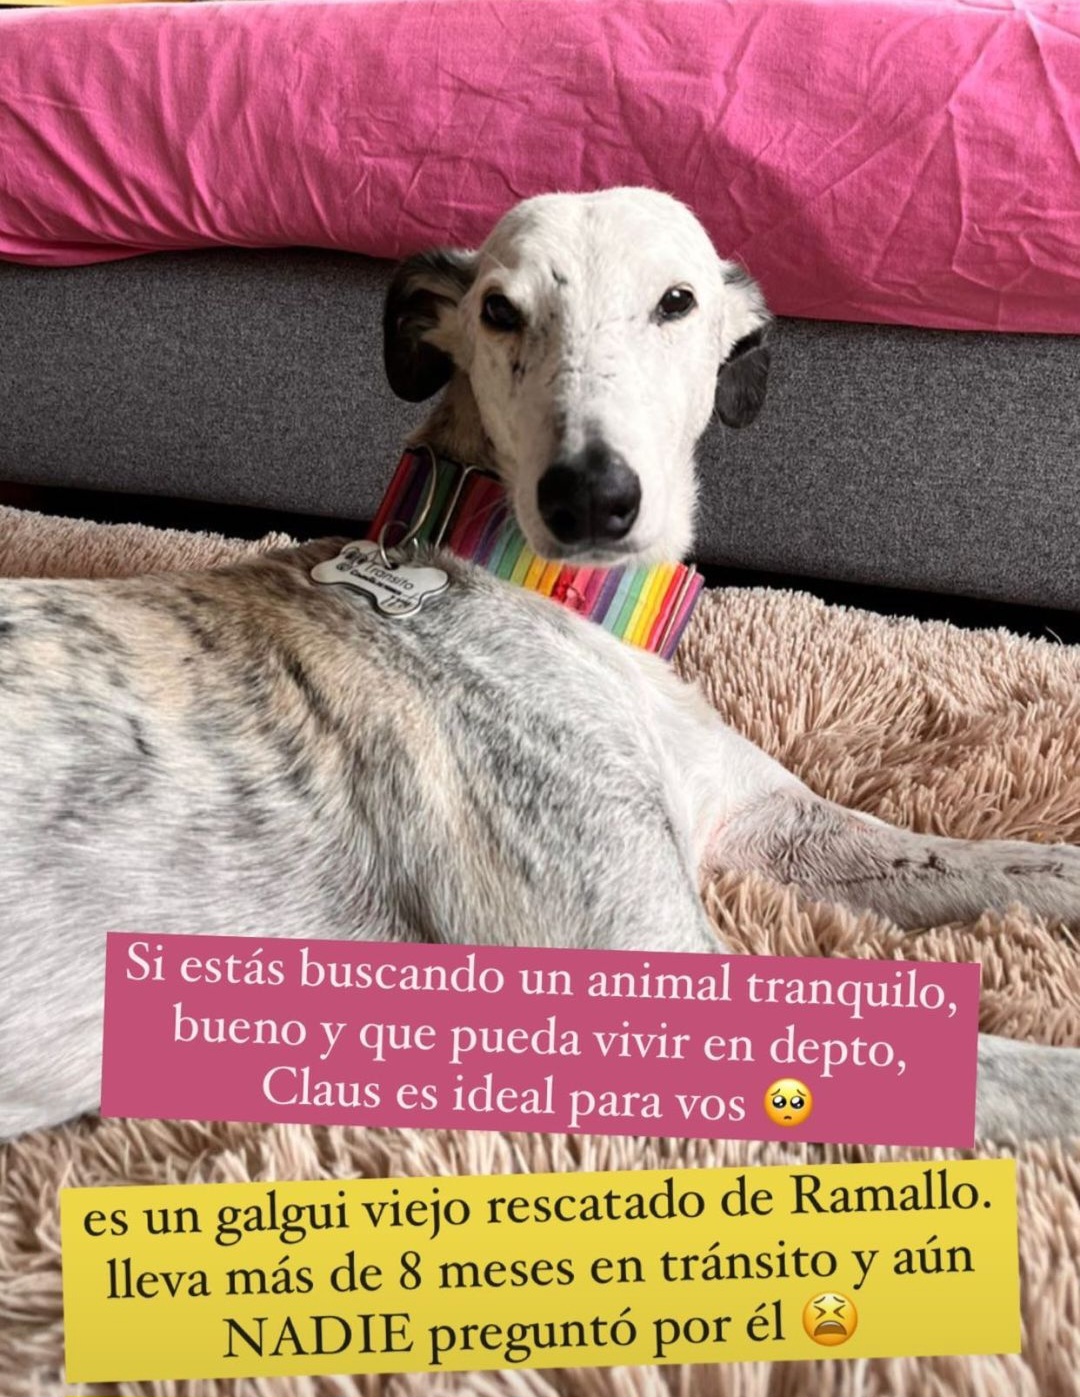 Tránsito
Si estás buscando un animal tranquilo,
bueno y que pueda vivir en depto,
Claus es ideal para vos 🥺
es un galgui viejo rescatado de Ramallo.
lleva más de 8 meses en tránsito y aún
NADIE preguntó por él 😫